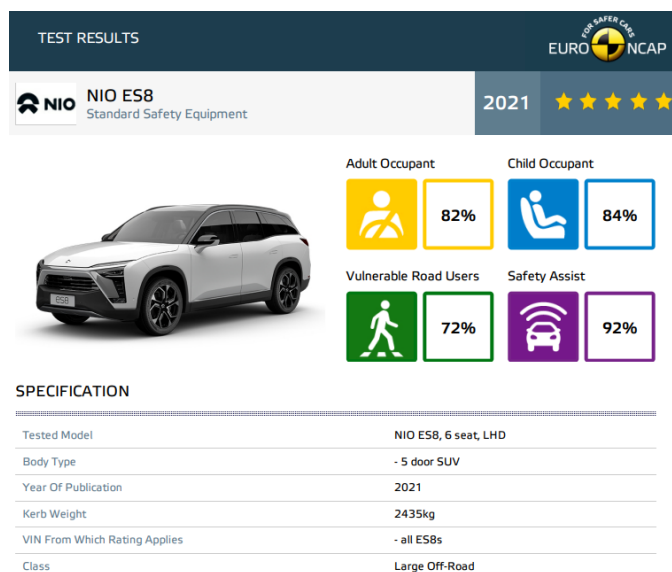 TEST RESULTS
FOR SAFER CARS
EURO NCAP
NIO
NIO ES8
Standard Safety Equipment
2021
Adult Occupant
Child Occupant
82%
84%
Vulnerable Road Users
Safety Assist
72%
92%
ES8
SPECIFICATION
Tested Model NIO ES8, 6 seat, LHD
Body Type - 5 door SUV
Year Of Publication 2021
Kerb Weight 2435kg
VIN From Which Rating Applies - all ES8s
Class Large Off-Road